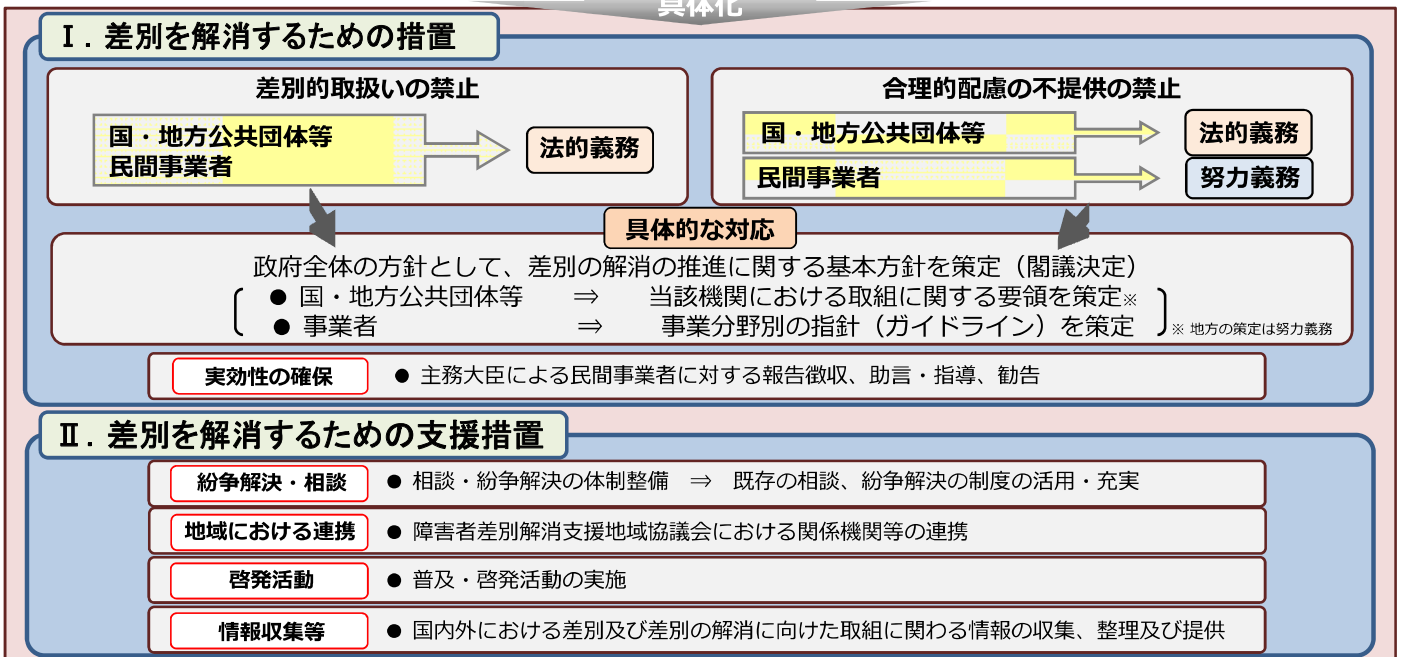 具体化
Ⅰ．差別を解消するための措置
差別的取扱いの禁止
国・地方公共団体等
民間事業者
法的義務
合理的配慮の不提供の禁止
国・地方公共団体等
法的義務
民間事業者
努力義務
具体的な対応
政府全体の方針として、差別の解消の推進に関する基本方針を策定（閣議決定）
● 国・地方公共団体等 ⇒ 当該機関における取組に関する要領を策定※
● 事業者 ⇒ 事業分野別の指針（ガイドライン）を策定
※ 地方の策定は努力義務
実効性の確保 ● 主務大臣による民間事業者に対する報告徴収、助言・指導、勧告
Ⅱ．差別を解消するための支援措置
紛争解決・相談 ● 相談・紛争解決の体制整備 ⇒ 既存の相談、紛争解決の制度の活用・充実
地域における連携 ● 障害者差別解消支援地域協議会における関係機関等の連携
啓発活動 ● 普及・啓発活動の実施
情報収集等 ● 国内外における差別及び差別の解消に向けた取組に関わる情報の収集、整理及び提供